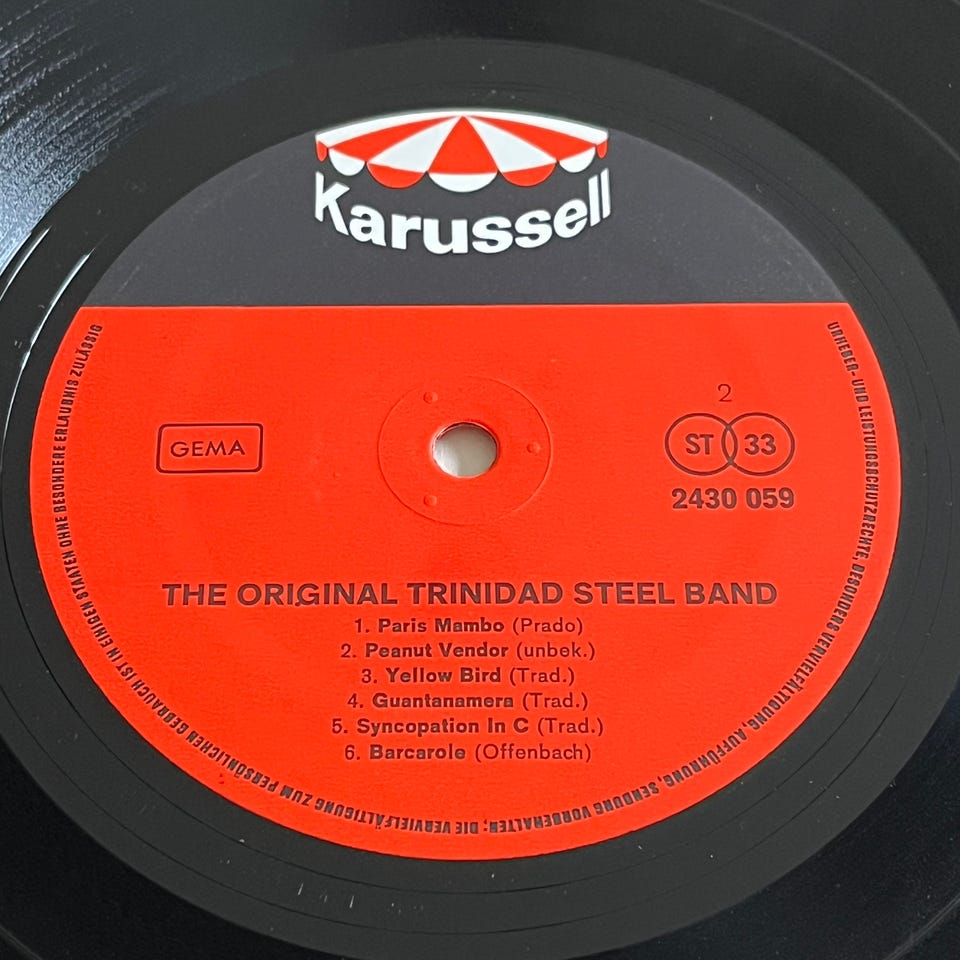 Karussell
GEMA
2
ST 33
2430 059
THE ORIGINAL TRINIDAD STEEL BAND
1. Paris Mambo (Prado)
2. Peanut Vendor (unbek.)
3. Yellow Bird (Trad.)
4. Guantanamera (Trad.)
5. Syncopation In C (Trad.)
6. Barcarole (Offenbach)
URHEBER- UND LEISTUNGSSCHUTZRECHTE, BESONDERS VERVIELFÄLTIGUNG, AUFFÜHRUNG, SENDUNG VORBEHALTEN; DIE VERVIELFÄLTIGUNG ZUM PERSÖNLICHEN GEBRAUCH IST IN EINIGEN STAATEN OHNE BESONDERE ERLAUBNIS ZULÄSSIG